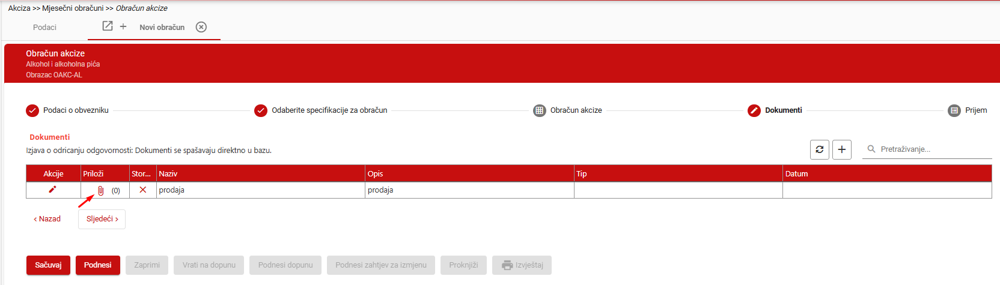 Akciza >> Mjesečni obračuni >> Obračun akcize
Podaci
Novi obračun
Obračun akcize
Alkohol i alkoholna pića
Obrazac OAKC-AL
Podaci o obvezniku
Odaberite specifikacije za obračun
Obračun akcize
Dokumenti
Prijem
Dokumenti
Izjava o odricanju odgovornosti: Dokumenti se spašavaju direktno u bazu.
Pretraživanje...
Akcije Priloži Stor... Naziv Opis Tip Datum
(0) prodaja prodaja
‹ Nazad
Sljedeći ›
Sačuvaj Podnesi Zaprimi Vrati na dopunu Podnesi dopunu Podnesi zahtjev za izmjenu Proknjiži Izvještaj